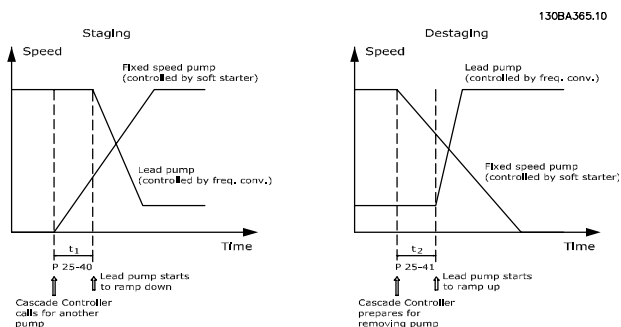 130BA365.10
Staging
Speed
Fixed speed pump
(controlled by soft starter)
Lead pump
(controlled by freq. conv.)
Time
t1
P 25-40
Lead pump starts
to ramp down
Cascade Controller
calls for another
pump
Destaging
Speed
Lead pump
(controlled by freq. conv.)
Fixed speed pump
(controlled by soft starter)
Time
t2
P 25-41
Lead pump starts
to ramp up
Cascade Controller
prepares for
removing pump